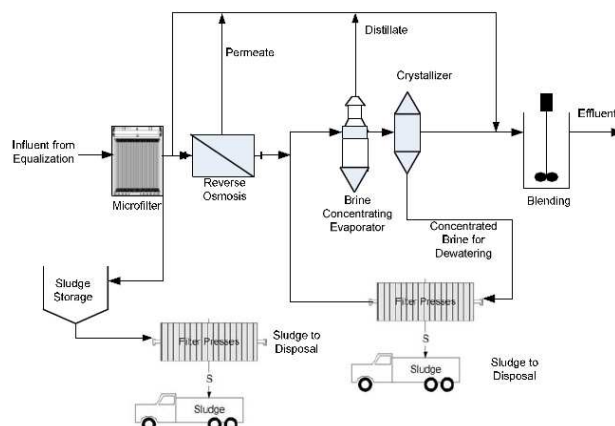 Permeate
Distillate
Crystallizer
Effluent
Influent from
Equalization
Microfilter
Reverse
Osmosis
Brine
Concentrating
Evaporator
Blending
Concentrated
Brine for
Dewatering
Sludge
Storage
Filter Presses
Sludge to
Disposal
S
Sludge
Filter Presses
S
Sludge
Sludge to
Disposal